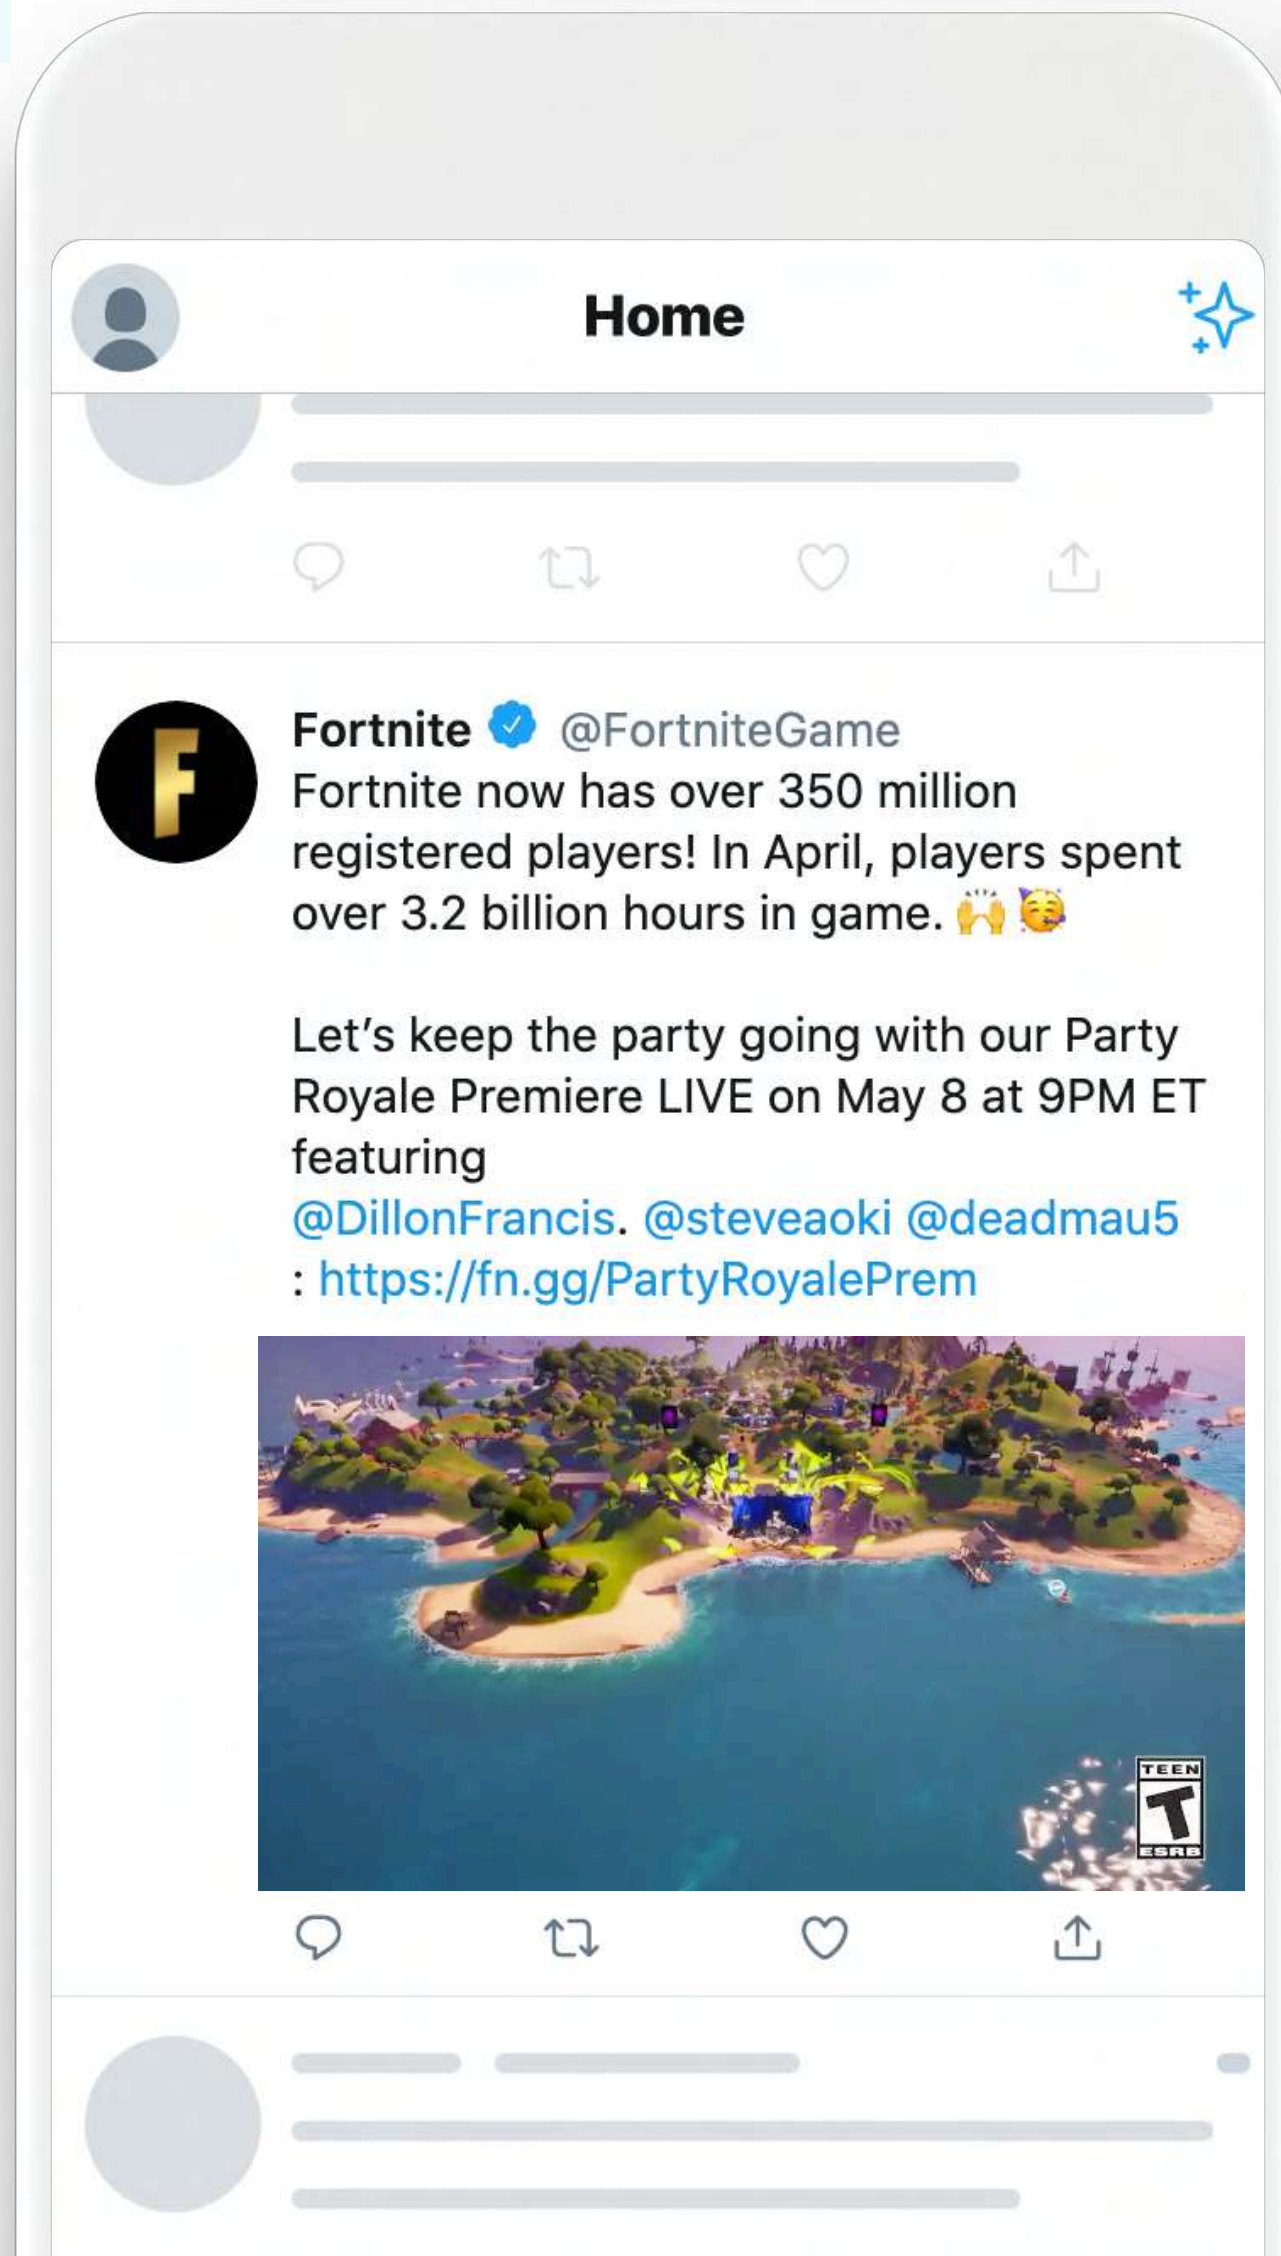 Home
Fortnite @FortniteGame
Fortnite now has over 350 million
registered players! In April, players spent
over 3.2 billion hours in game. 🙌 🥳
Let’s keep the party going with our Party
Royale Premiere LIVE on May 8 at 9PM ET
featuring
@DillonFrancis. @steveaoki @deadmau5
: https://fn.gg/PartyRoyalePrem
TEEN
T
ESRB